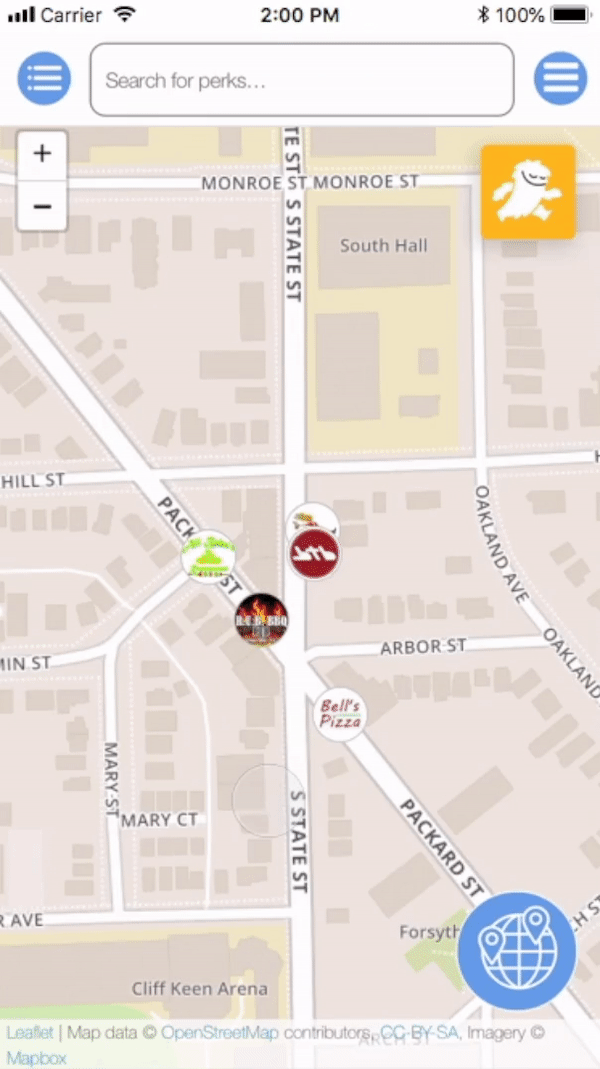 Carrier
2:00 PM
100%
Search for perks...
+
−
TE ST
MONROE ST MONROE ST
S STATE ST
South Hall
HILL ST
H
PACK
ST
OAKLAND AVE
OAKLAND
ARBOR ST
MIN ST
Bell's
Pizza
MARY ST
MARY CT
S STATE ST
PACKARD ST
R AVE
Forsyth
CH ST
Cliff Keen Arena
ARCH ST
Leaflet | Map data © OpenStreetMap contributors, CC-BY-SA, Imagery ©
Mapbox